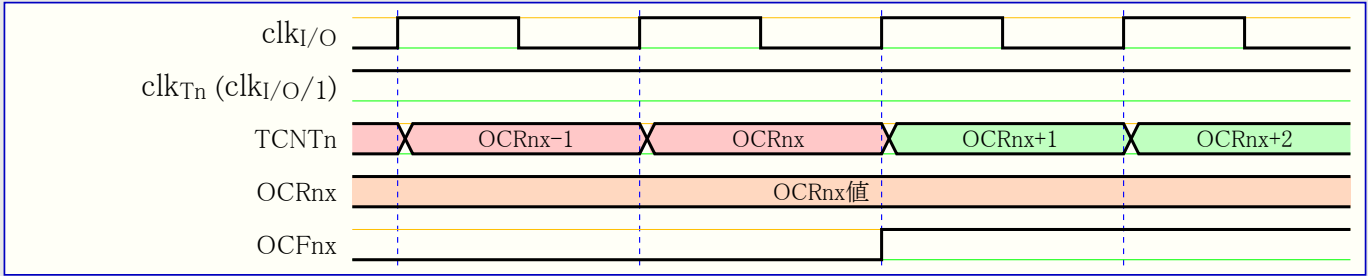 clkI/O
clkTn (clkI/O/1)
TCNTn OCRnx-1 OCRnx OCRnx+1 OCRnx+2
OCRnx OCRnx値
OCFnx